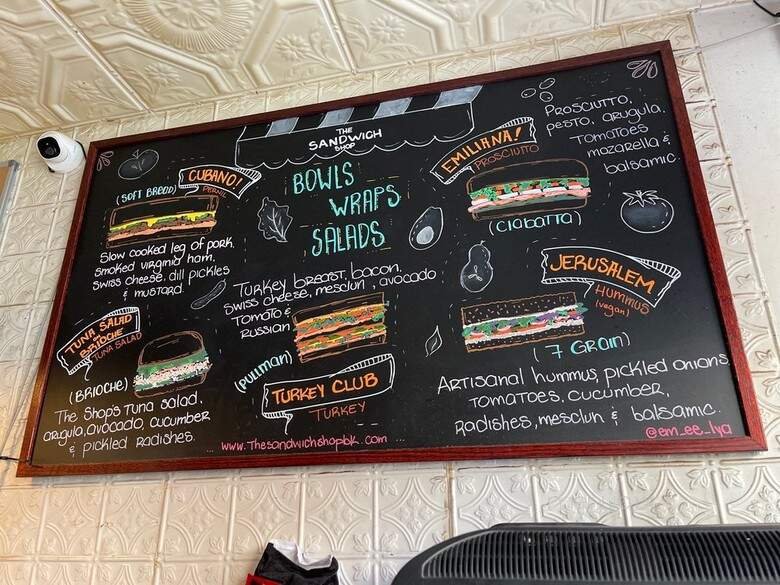 THE
SANDWICH
SHOP
BOWLS
WRAPS
SALADS
CUBANO!
PERNIL
(SOFT BREAD)
Slow cooked leg of pork,
smoked virginia ham,
swiss cheese, dill pickles
& mustard.
EMILIANA!
PROSCIUTTO
(Ciabatta)
Prosciutto,
pesto, arugula,
Tomatoes
mozarella &
balsamic.
TUNA SALAD
on
BRIOCHE
TUNA SALAD
(BRIOCHE)
The Shops Tuna salad,
arugula, avocado, cucumber
& pickled Radishes.
Turkey breast, bacon,
swiss cheese, mesclun, avocado
Tomato &
Russian
(pullman)
TURKEY CLUB
TURKEY
JERUSALEM
HUMMUS
(vegan)
(7 Grain)
Artisanal hummus, pickled onions,
Tomatoes, cucumber,
Radishes, mesclun & balsamic.
www.Thesandwichshopbk.com
@em_ee_lya